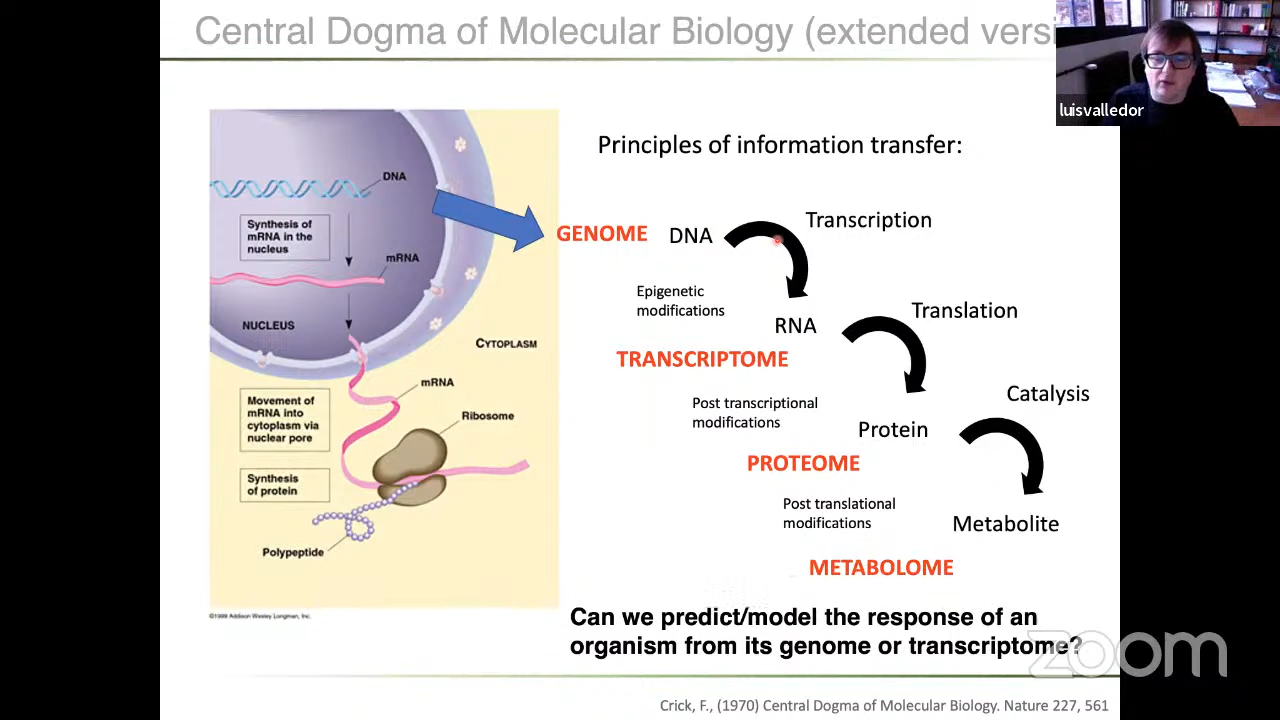 Central Dogma of Molecular Biology (extended versi
luisvalledor
Principles of information transfer:
DNA
Synthesis of
mRNA in the
nucleus
mRNA
NUCLEUS
CYTOPLASM
mRNA
Movement of
mRNA into
cytoplasm via
nuclear pore
Ribosome
Synthesis
of protein
Polypeptide
©1999 Addison Wesley Longman, Inc.
GENOME
DNA
Transcription
Epigenetic
modifications
RNA
Translation
TRANSCRIPTOME
Post transcriptional
modifications
Protein
Catalysis
PROTEOME
Post translational
modifications
Metabolite
METABOLOME
Can we predict/model the response of an
organism from its genome or transcriptome?
zoom
Crick, F., (1970) Central Dogma of Molecular Biology. Nature 227, 561